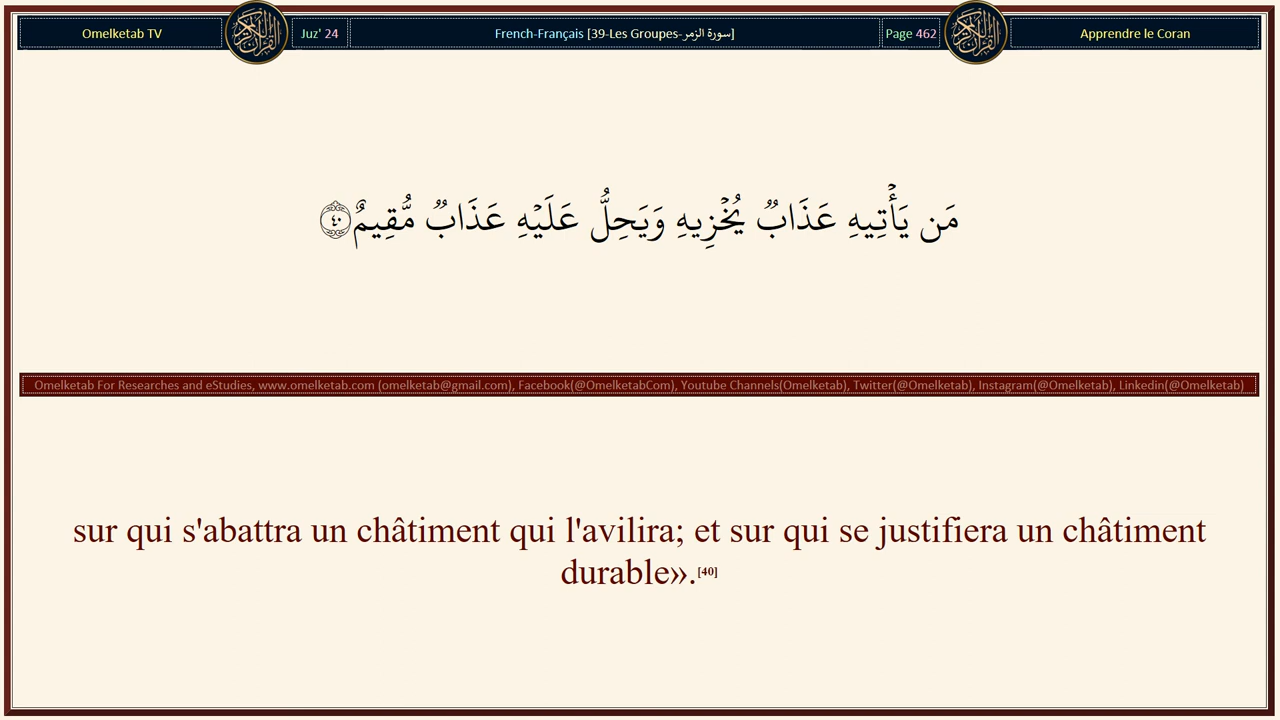 Omelketab TV
Juz' 24
French-Français [39-Les Groupes-سورة الزمر]
Page 462
Apprendre le Coran
مَن يَأۡتِيهِ عَذَابٞ يُخۡزِيهِ وَيَحِلُّ عَلَيۡهِ عَذَابٞ مُّقِيمٌ ٤٠
Omelketab For Researches and eStudies, www.omelketab.com (omelketab@gmail.com), Facebook(@OmelketabCom), Youtube Channels(Omelketab), Twitter(@Omelketab), Instagram(@Omelketab), Linkedin(@Omelketab)
sur qui s'abattra un châtiment qui l'avilira; et sur qui se justifiera un châtiment
durable».[40]